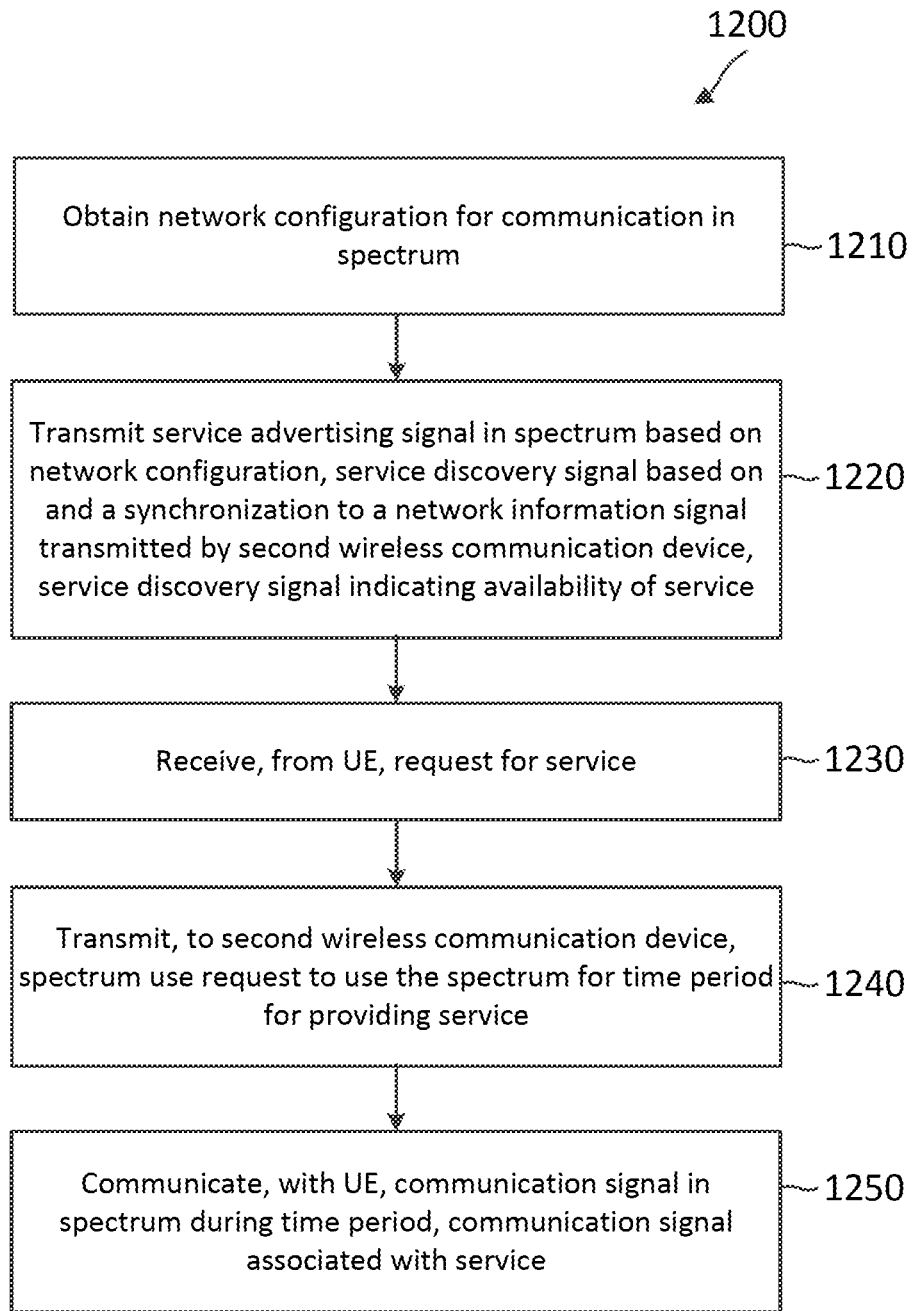 1200
Obtain network configuration for communication in
spectrum
1210
Transmit service advertising signal in spectrum based on
network configuration, service discovery signal based on
and a synchronization to a network information signal
transmitted by second wireless communication device,
service discovery signal indicating availability of service
1220
Receive, from UE, request for service
1230
Transmit, to second wireless communication device,
spectrum use request to use the spectrum for time period
for providing service
1240
Communicate, with UE, communication signal in
spectrum during time period, communication signal
associated with service
1250